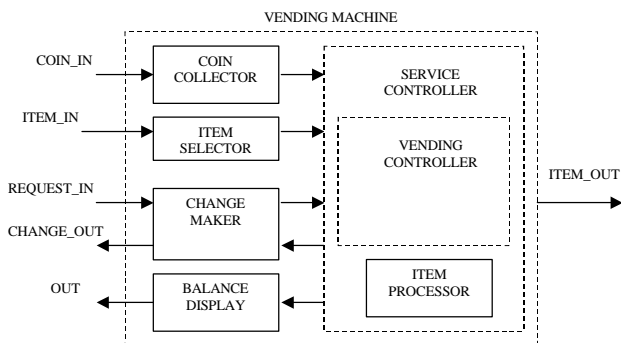 VENDING MACHINE
COIN_IN
COIN
COLLECTOR
SERVICE
CONTROLLER
ITEM_IN
ITEM
SELECTOR
VENDING
CONTROLLER
ITEM_OUT
REQUEST_IN
CHANGE
MAKER
CHANGE_OUT
OUT
BALANCE
DISPLAY
ITEM
PROCESSOR